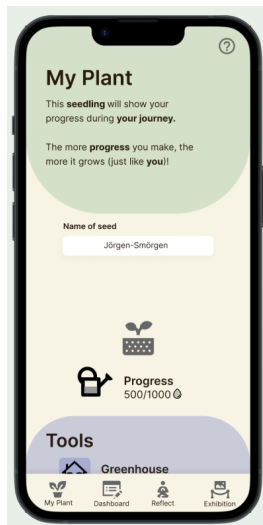 My Plant
This seedling will show your
progress during your journey.
The more progress you make, the
more it grows (just like you)!
Name of seed
Jörgen-Smörgen
Progress
500/1000
Tools
Greenhouse
My Plant
Dashboard
Reflect
Exhibition